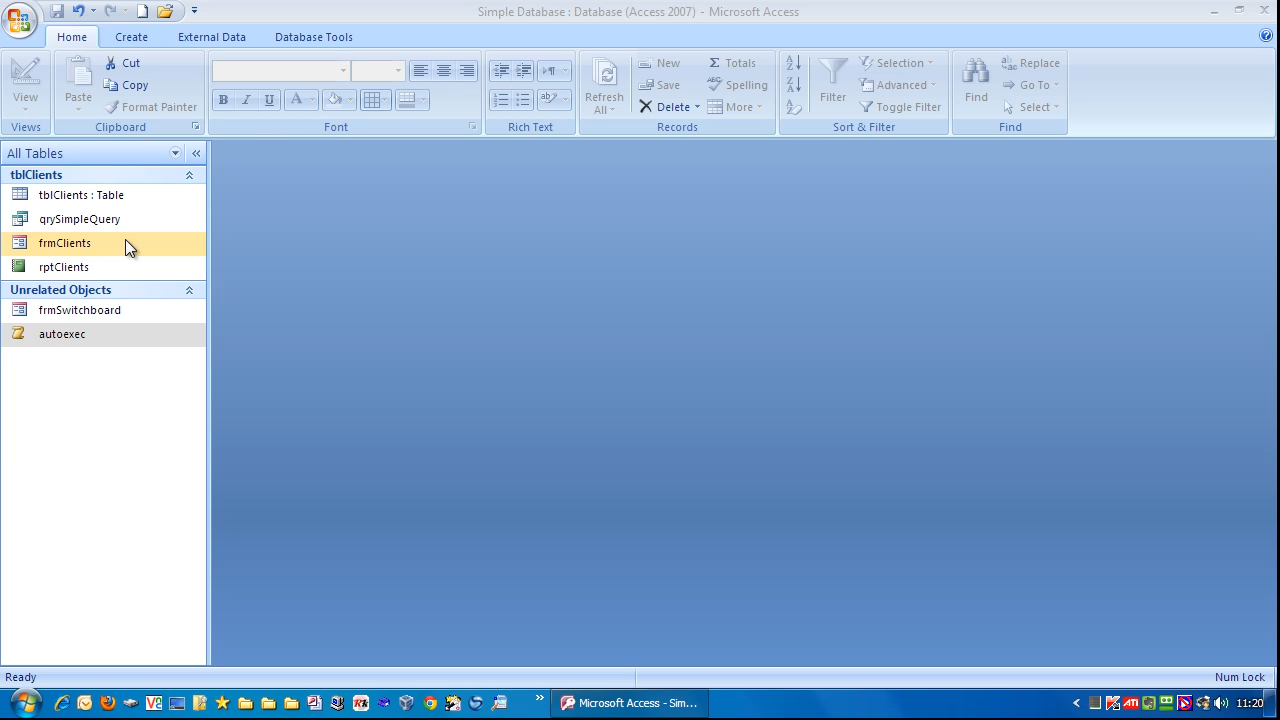 Simple Database : Database (Access 2007) - Microsoft Access
Home Create External Data Database Tools
View
Views
Paste
Cut
Copy
Format Painter
Clipboard
B I U A
Font
Rich Text
Refresh All
New
Save
Delete
Totals
Spelling
More
Records
Filter
Selection
Advanced
Toggle Filter
Sort & Filter
Find
Replace
Go To
Select
Find
All Tables
tblClients
tblClients : Table
qrySimpleQuery
frmClients
rptClients
Unrelated Objects
frmSwitchboard
autoexec
Ready
Num Lock
Microsoft Access - Sim...
ATI
11:20